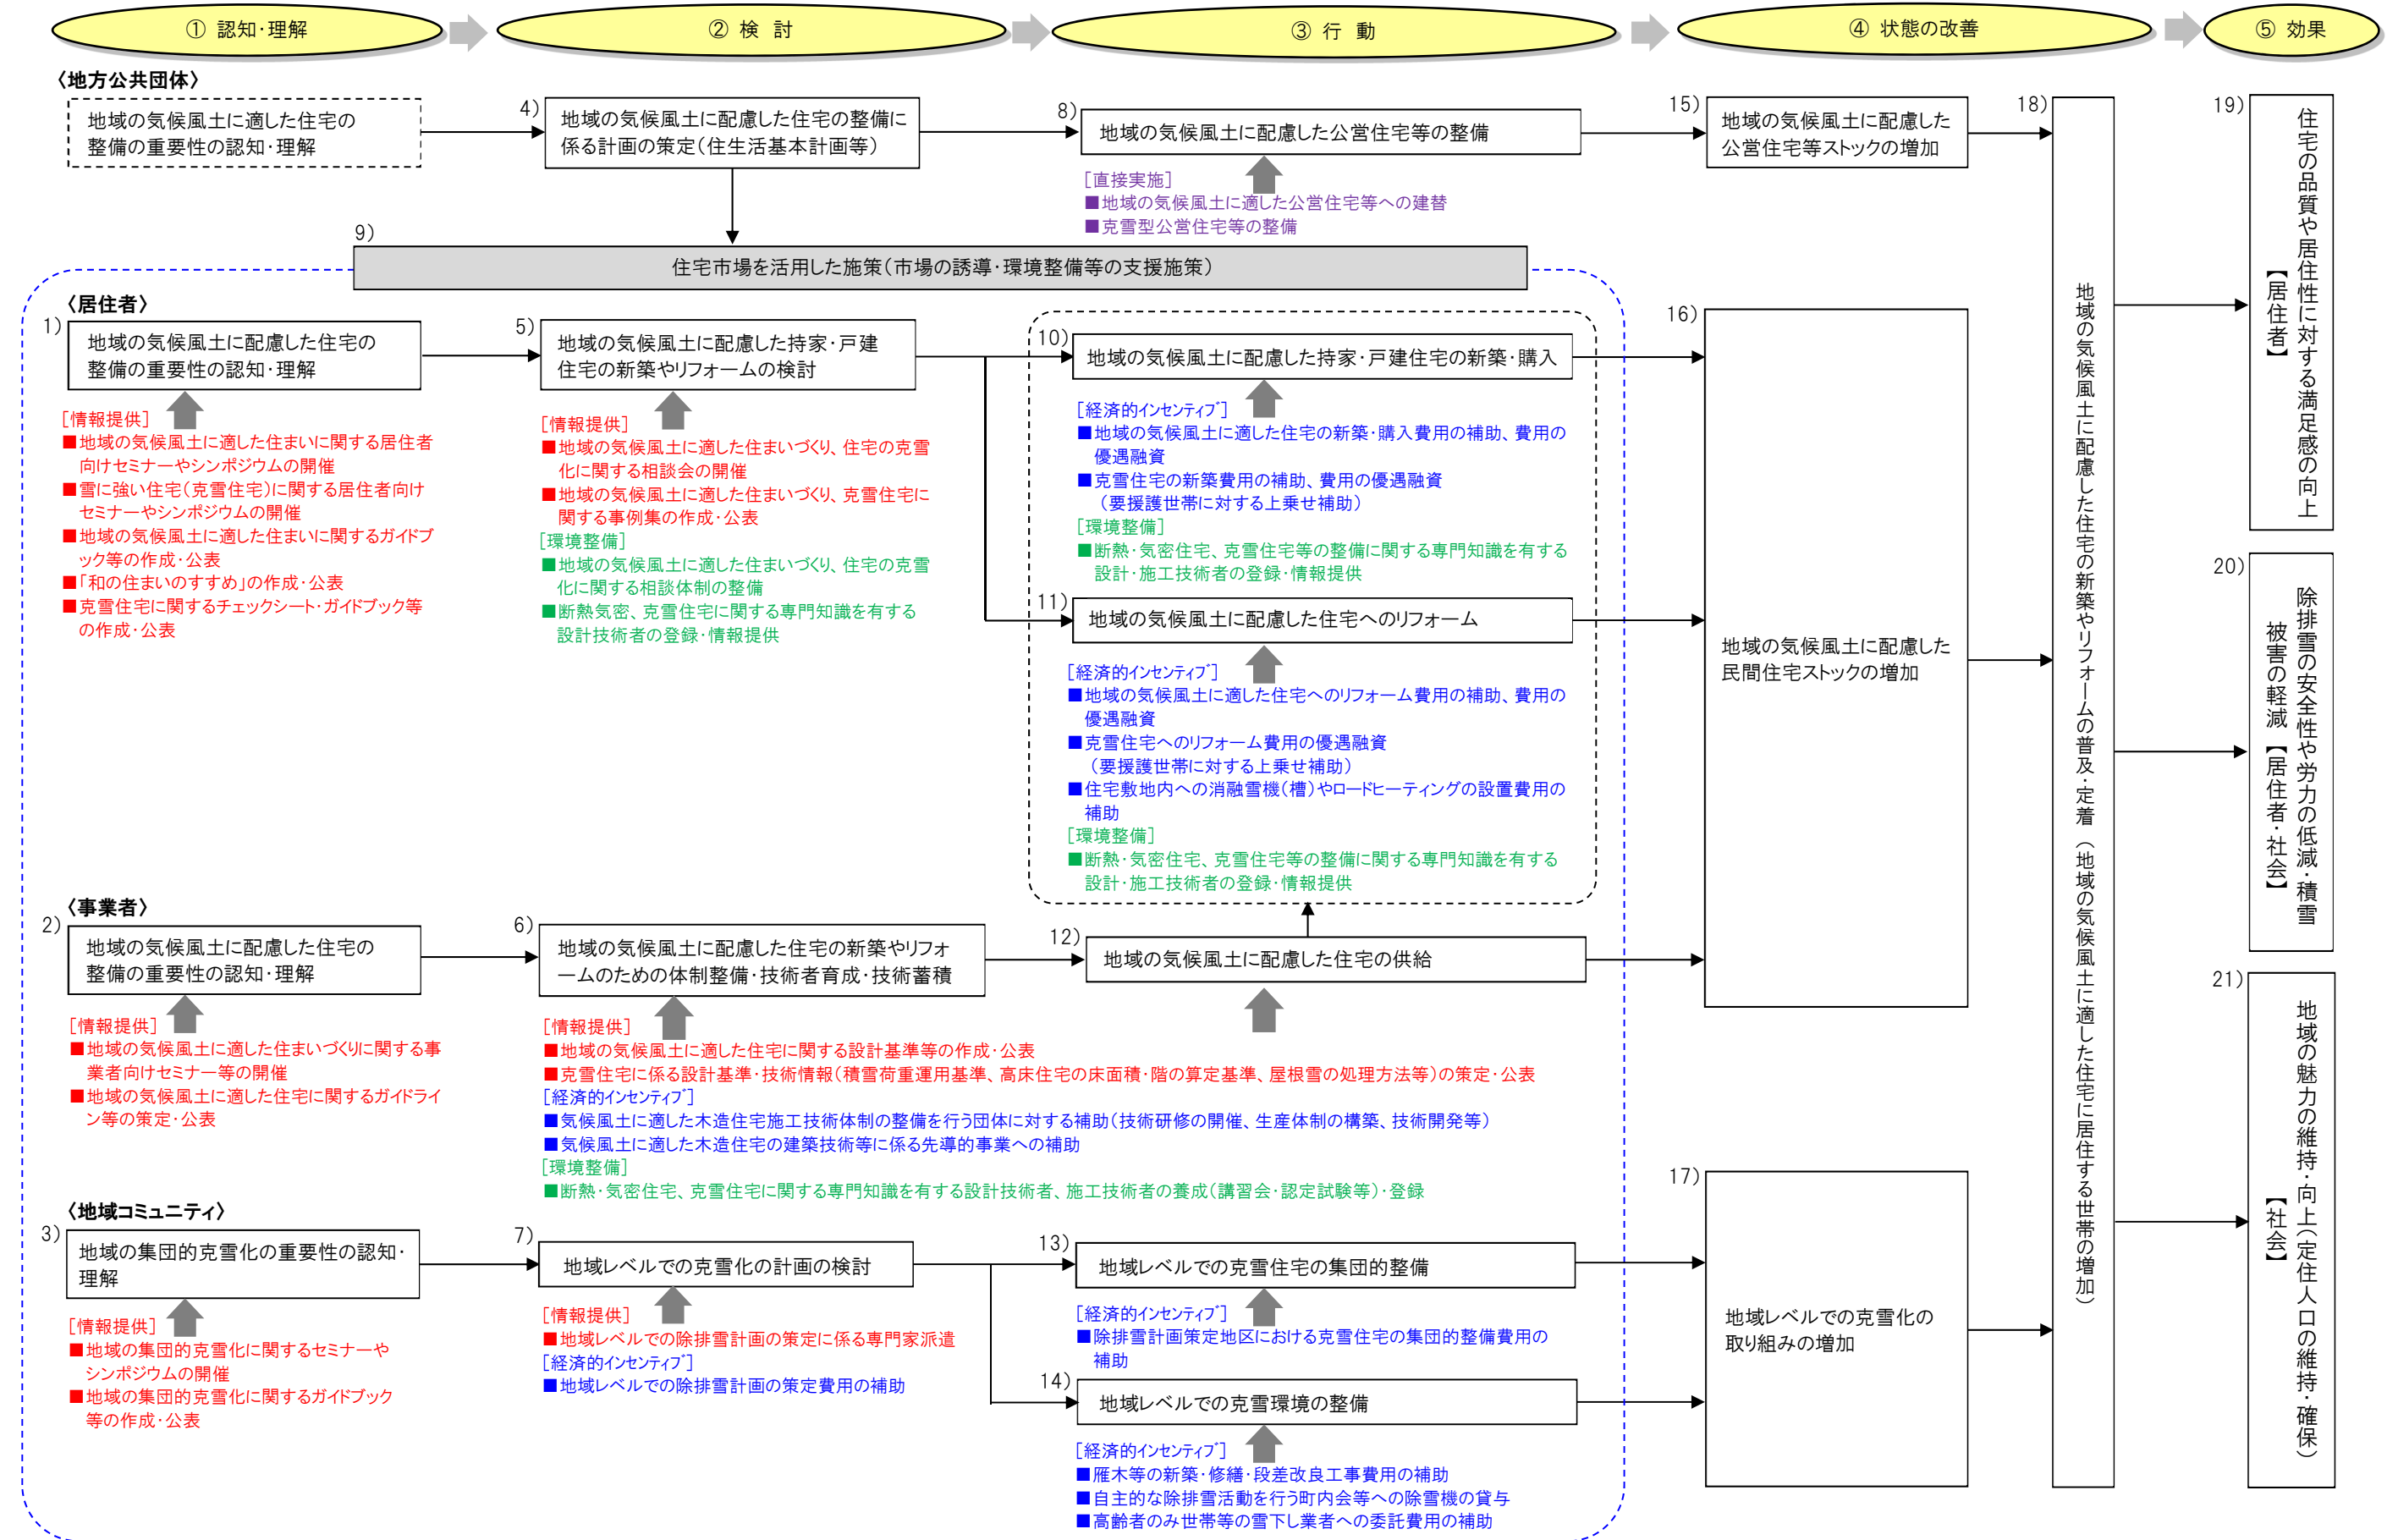 ① 認知･理解
② 検 討
③ 行 動
④ 状態の改善
⑤ 効果
〈地方公共団体〉
地域の気候風土に適した住宅の
整備の重要性の認知･理解
4)
地域の気候風土に配慮した住宅の整備に
係る計画の策定(住生活基本計画等)
8)
地域の気候風土に配慮した公営住宅等の整備
[直接実施]
■地域の気候風土に適した公営住宅等への建替
■克雪型公営住宅等の整備
15)
地域の気候風土に配慮した
公営住宅等ストックの増加
9)
住宅市場を活用した施策(市場の誘導･環境整備等の支援施策)
〈居住者〉
1)
地域の気候風土に配慮した住宅の
整備の重要性の認知･理解
[情報提供]
■地域の気候風土に適した住まいに関する居住者
向けセミナーやシンポジウムの開催
■雪に強い住宅(克雪住宅)に関する居住者向け
セミナーやシンポジウムの開催
■地域の気候風土に適した住まいに関するガイドブ
ック等の作成･公表
■「和の住まいのすすめ」の作成･公表
■克雪住宅に関するチェックシート･ガイドブック等
の作成･公表
5)
地域の気候風土に配慮した持家･戸建
住宅の新築やリフォームの検討
[情報提供]
■地域の気候風土に適した住まいづくり、住宅の克雪
化に関する相談会の開催
■地域の気候風土に適した住まいづくり、克雪住宅に
関する事例集の作成･公表
[環境整備]
■地域の気候風土に適した住まいづくり、住宅の克雪
化に関する相談体制の整備
■断熱気密、克雪住宅に関する専門知識を有する
設計技術者の登録･情報提供
10)
地域の気候風土に配慮した持家･戸建住宅の新築･購入
[経済的インセンティブ]
■地域の気候風土に適した住宅の新築･購入費用の補助、費用の
優遇融資
■克雪住宅の新築費用の補助、費用の優遇融資
(要援護世帯に対する上乗せ補助)
[環境整備]
■断熱･気密住宅、克雪住宅等の整備に関する専門知識を有する
設計･施工技術者の登録･情報提供
11)
地域の気候風土に配慮した住宅へのリフォーム
[経済的インセンティブ]
■地域の気候風土に適した住宅へのリフォーム費用の補助、費用の
優遇融資
■克雪住宅へのリフォーム費用の優遇融資
(要援護世帯に対する上乗せ補助)
■住宅敷地内への消融雪機(槽)やロードヒーティングの設置費用の
補助
[環境整備]
■断熱･気密住宅、克雪住宅等の整備に関する専門知識を有する
設計･施工技術者の登録･情報提供
16)
地域の気候風土に配慮した
民間住宅ストックの増加
〈事業者〉
2)
地域の気候風土に配慮した住宅の
整備の重要性の認知･理解
[情報提供]
■地域の気候風土に適した住まいづくりに関する事
業者向けセミナー等の開催
■地域の気候風土に適した住宅に関するガイドライ
ン等の策定･公表
6)
地域の気候風土に配慮した住宅の新築やリフォ
ームのための体制整備･技術者育成･技術蓄積
12)
地域の気候風土に配慮した住宅の供給
[情報提供]
■地域の気候風土に適した住宅に関する設計基準等の作成･公表
■克雪住宅に係る設計基準･技術情報(積雪荷重運用基準、高床住宅の床面積･階の算定基準、屋根雪の処理方法等)の策定･公表
[経済的インセンティブ]
■気候風土に適した木造住宅施工技術体制の整備を行う団体に対する補助(技術研修の開催、生産体制の構築、技術開発等)
■気候風土に適した木造住宅の建築技術等に係る先導的事業への補助
[環境整備]
■断熱･気密住宅、克雪住宅に関する専門知識を有する設計技術者、施工技術者の養成(講習会･認定試験等)･登録
〈地域コミュニティ〉
3)
地域の集団的克雪化の重要性の認知･
理解
[情報提供]
■地域の集団的克雪化に関するセミナーや
シンポジウムの開催
■地域の集団的克雪化に関するガイドブック
等の作成･公表
7)
地域レベルでの克雪化の計画の検討
[情報提供]
■地域レベルでの除排雪計画の策定に係る専門家派遣
[経済的インセンティブ]
■地域レベルでの除排雪計画の策定費用の補助
13)
地域レベルでの克雪住宅の集団的整備
[経済的インセンティブ]
■除排雪計画策定地区における克雪住宅の集団的整備費用の
補助
14)
地域レベルでの克雪環境の整備
[経済的インセンティブ]
■雁木等の新築･修繕･段差改良工事費用の補助
■自主的な除排雪活動を行う町内会等への除雪機の貸与
■高齢者のみ世帯等の雪下し業者への委託費用の補助
17)
地域レベルでの克雪化の
取り組みの増加
18)
地域の気候風土に配慮した住宅の新築やリフォームの普及･定着(地域の気候風土に適した住宅に居住する世帯の増加)
19)
住宅の品質や居住性に対する満足感の向上
【居住者】
20)
除排雪の安全性や労力の低減･積雪
被害の軽減【居住者･社会】
21)
地域の魅力の維持･向上(定住人口の維持･確保)
【社会】